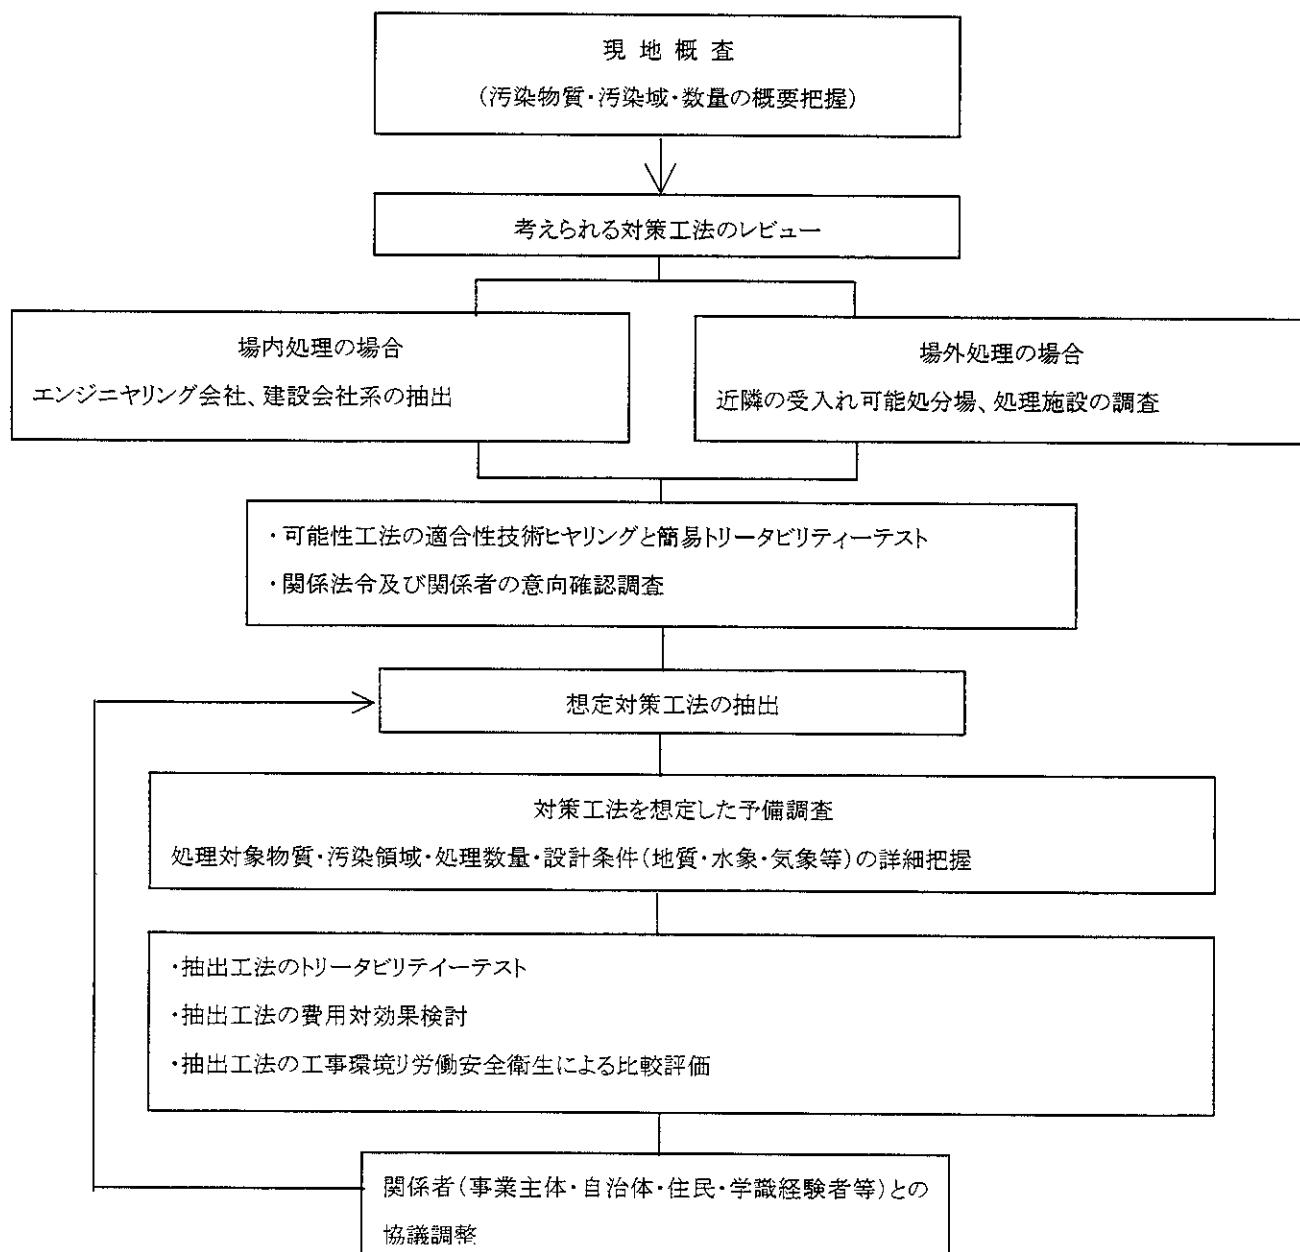 現地概査
(汚染物質・汚染域・数量の概要把握)
考えられる対策工法のレビュー
場内処理の場合
エンジニヤリング会社、建設会社系の抽出
場外処理の場合
近隣の受入れ可能処分場、処理施設の調査
・可能性工法の適合性技術ヒヤリングと簡易トリータビリティーテスト
・関係法令及び関係者の意向確認調査
想定対策工法の抽出
対策工法を想定した予備調査
処理対象物質・汚染領域・処理数量・設計条件(地質・水象・気象等)の詳細把握
・抽出工法のトリータビリテイーテスト
・抽出工法の費用対効果検討
・抽出工法の工事環境リ労働安全衛生による比較評価
関係者(事業主体・自治体・住民・学識経験者等)との
協議調整